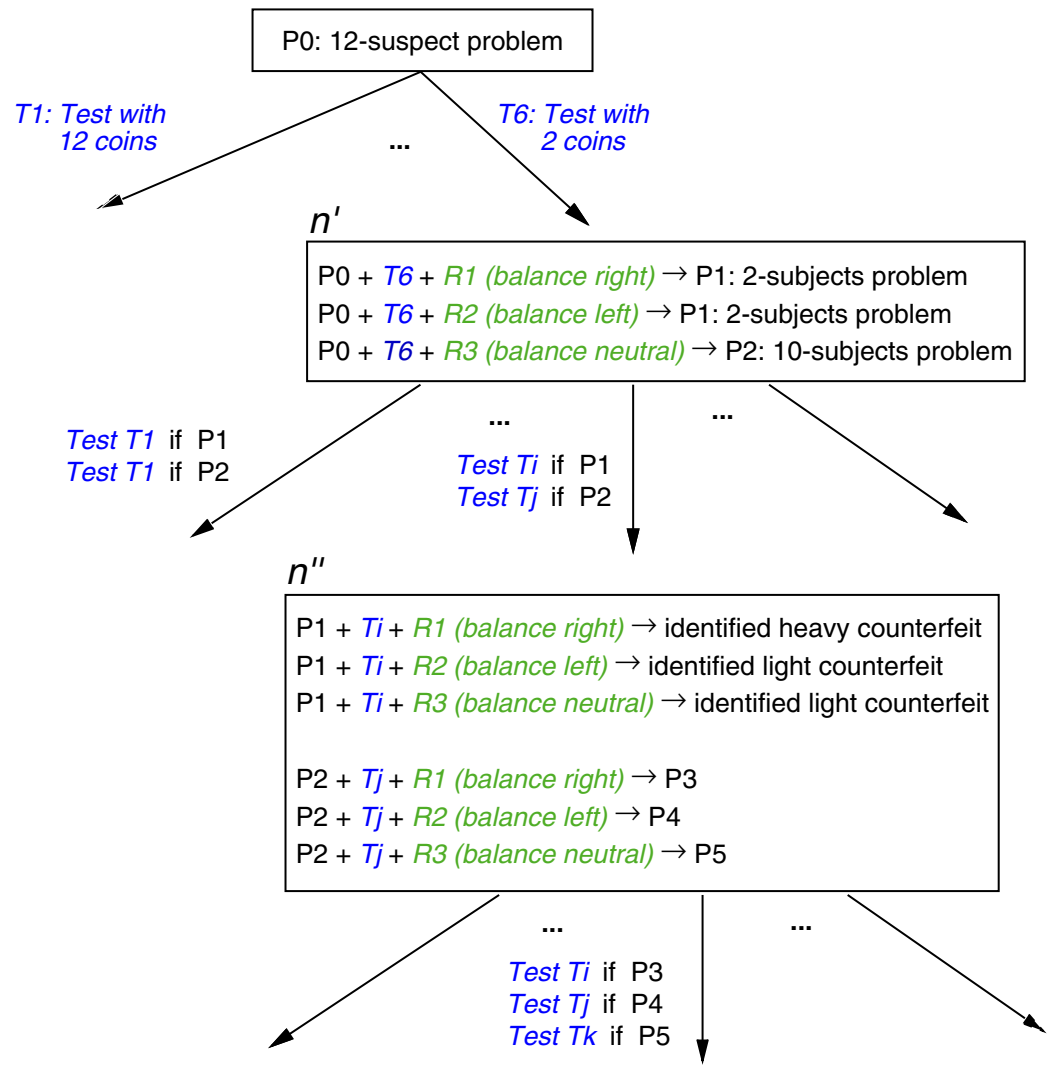 P0: 12-suspect problem
T1: Test with
12 coins
...
T6: Test with
2 coins
n'
P0 + T6 + R1 (balance right) → P1: 2-subjects problem
P0 + T6 + R2 (balance left) → P1: 2-subjects problem
P0 + T6 + R3 (balance neutral) → P2: 10-subjects problem
...
...
Test T1 if P1
Test T1 if P2
Test Ti if P1
Test Tj if P2
n''
P1 + Ti + R1 (balance right) → identified heavy counterfeit
P1 + Ti + R2 (balance left) → identified light counterfeit
P1 + Ti + R3 (balance neutral) → identified light counterfeit
P2 + Tj + R1 (balance right) → P3
P2 + Tj + R2 (balance left) → P4
P2 + Tj + R3 (balance neutral) → P5
...
...
Test Ti if P3
Test Tj if P4
Test Tk if P5